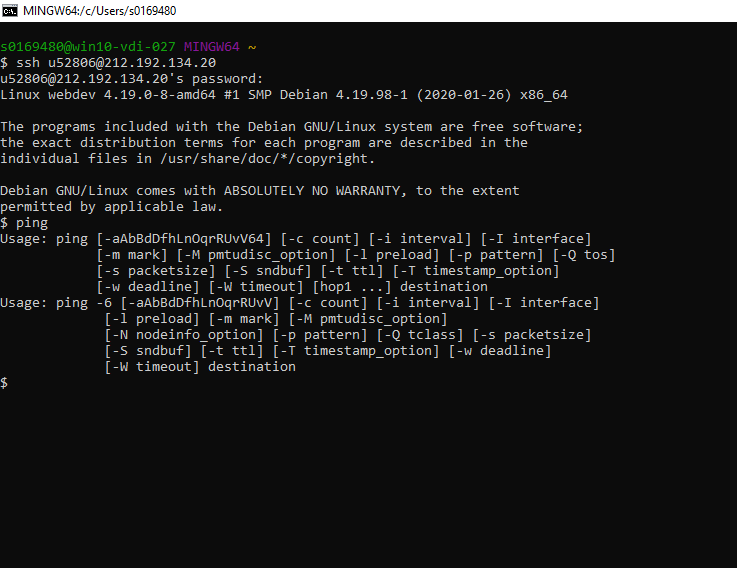 MINGW64:/c/Users/s0169480
s0169480@win10-vdi-027 MINGW64 ~
$ ssh u52806@212.192.134.20
u52806@212.192.134.20's password:
Linux webdev 4.19.0-8-amd64 #1 SMP Debian 4.19.98-1 (2020-01-26) x86_64
The programs included with the Debian GNU/Linux system are free software;
the exact distribution terms for each program are described in the
individual files in /usr/share/doc/*/copyright.
Debian GNU/Linux comes with ABSOLUTELY NO WARRANTY, to the extent
permitted by applicable law.
$ ping
Usage: ping [-aAbBdDfhLnOqrRUvV64] [-c count] [-i interval] [-I interface]
            [-m mark] [-M pmtudisc_option] [-l preload] [-p pattern] [-Q tos]
            [-s packetsize] [-S sndbuf] [-t ttl] [-T timestamp_option]
            [-w deadline] [-W timeout] [hop1 ...] destination
Usage: ping -6 [-aAbBdDfhLnOqrRUvV] [-c count] [-i interval] [-I interface]
             [-l preload] [-m mark] [-M pmtudisc_option]
             [-N nodeinfo_option] [-p pattern] [-Q tclass] [-s packetsize]
             [-S sndbuf] [-t ttl] [-T timestamp_option] [-w deadline]
             [-W timeout] destination
$